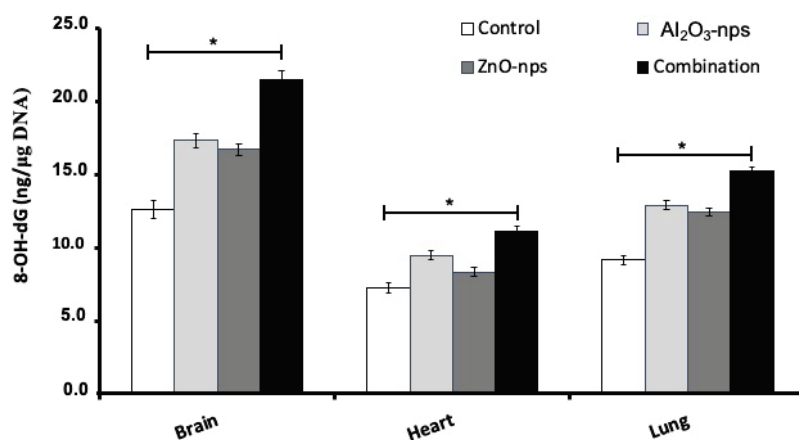 8-OH-dG (ng/µg DNA)
25.0
20.0
15.0
10.0
5.0
0.0
Control
Al₂O₃-nps
ZnO-nps
Combination
*
*
*
Brain
Heart
Lung